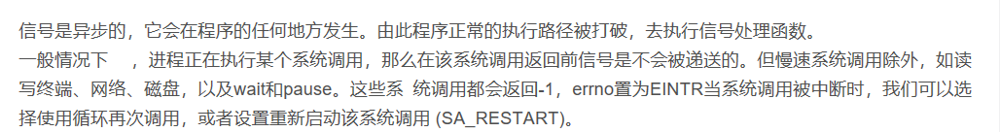 信号是异步的，它会在程序的任何地方发生。由此程序正常的执行路径被打破，去执行信号处理函数。
一般情况下 ，进程正在执行某个系统调用，那么在该系统调用返回前信号是不会被递送的。但慢速系统调用除外，如读
写终端、网络、磁盘，以及wait和pause。这些系 统调用都会返回-1，errno置为EINTR当系统调用被中断时，我们可以选
择使用循环再次调用，或者设置重新启动该系统调用 (SA_RESTART)。